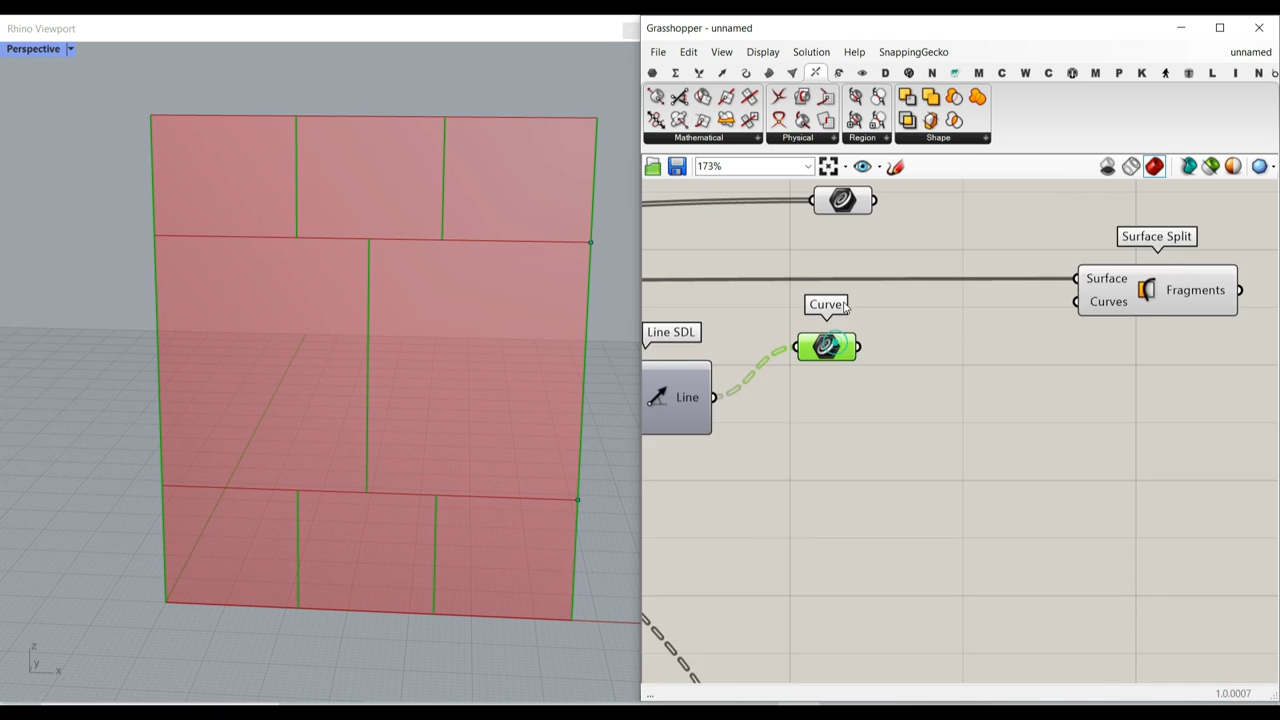 Rhino Viewport
Perspective
z
y
x
Grasshopper - unnamed
File Edit View Display Solution Help SnappingGecko unnamed
D N M C W C M P K L I N
Mathematical Physical Region Shape
173%
Surface Split
Surface
Curves
Fragments
Curve
Line SDL
Line
...
1.0.0007